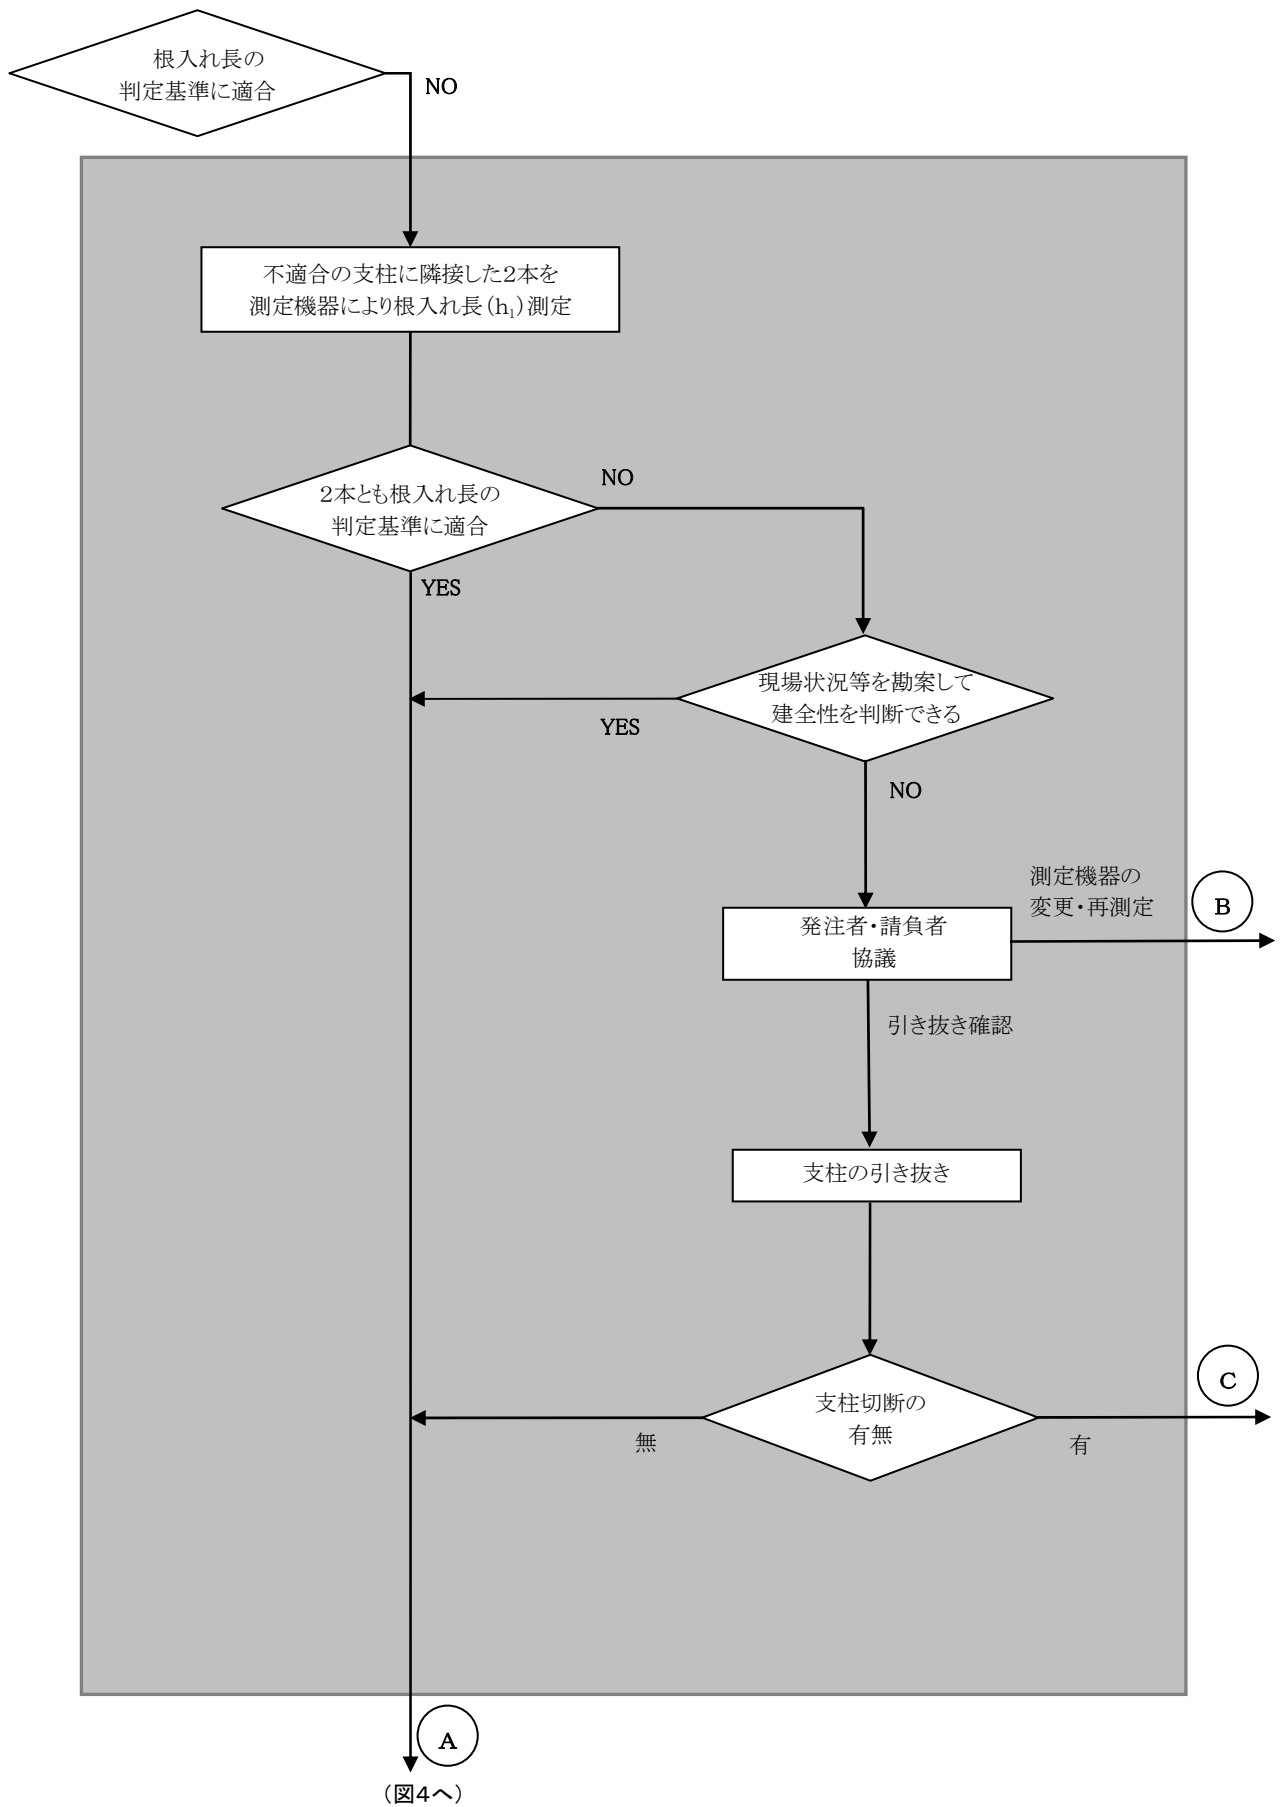 根入れ長の
判定基準に適合
NO
不適合の支柱に隣接した2本を
測定機器により根入れ長(h₁)測定
2本とも根入れ長の
判定基準に適合
NO
YES
現場状況等を勘案して
建全性を判断できる
YES
NO
測定機器の
変更・再測定
B
発注者・請負者
協議
引き抜き確認
支柱の引き抜き
支柱切断の
有無
C
無
有
A
(図4へ)